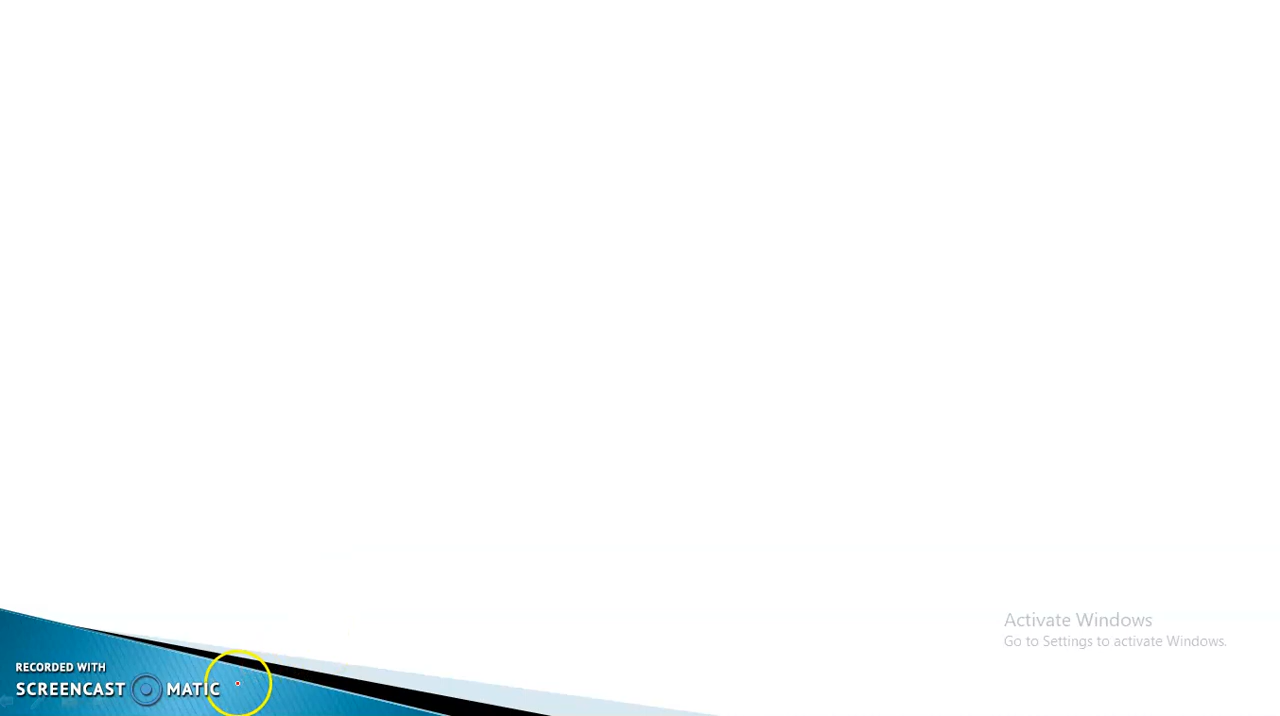 Activate Windows
Go to Settings to activate Windows.
RECORDED WITH
SCREENCAST MATIC